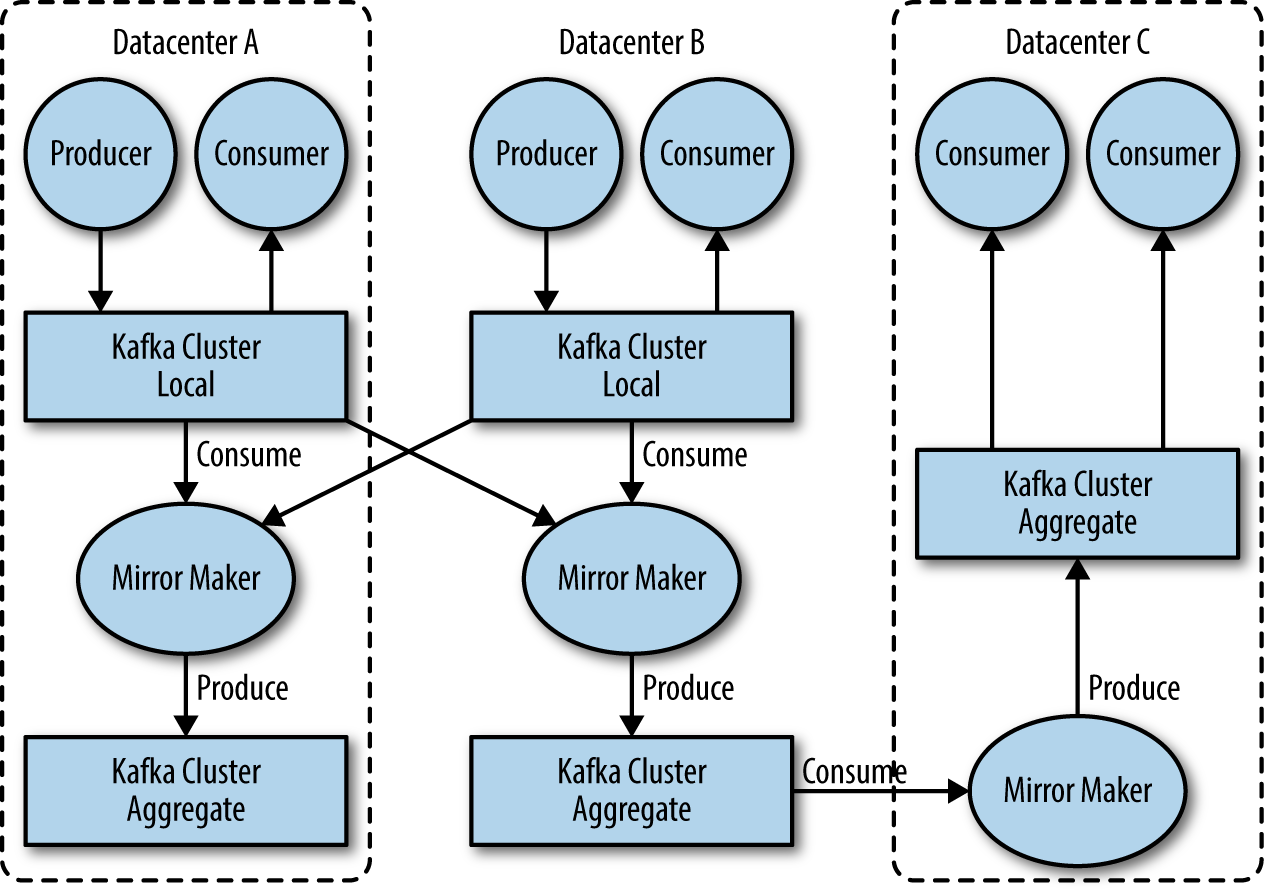 Datacenter A
Datacenter B
Datacenter C
Producer
Consumer
Producer
Consumer
Consumer
Consumer
Kafka Cluster
Local
Kafka Cluster
Local
Consume
Consume
Kafka Cluster
Aggregate
Mirror Maker
Mirror Maker
Produce
Produce
Produce
Kafka Cluster
Aggregate
Kafka Cluster
Aggregate
Consume
Mirror Maker